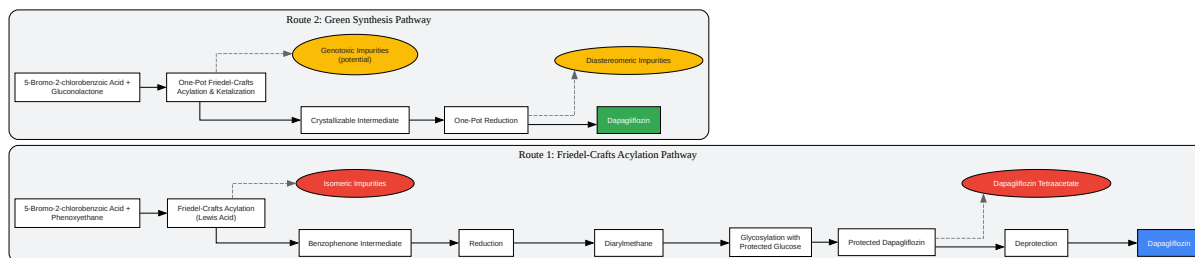 Route 2: Green Synthesis Pathway
Genotoxic Impurities
(potential)
Diastereomeric Impurities
5-Bromo-2-chlorobenzoic Acid +
Gluconolactone
One-Pot Friedel-Crafts
Acylation & Ketalization
Crystallizable Intermediate
One-Pot Reduction
Dapagliflozin
Route 1: Friedel-Crafts Acylation Pathway
Isomeric Impurities
Dapagliflozin Tetraacetate
5-Bromo-2-chlorobenzoic Acid +
Phenoxyethane
Friedel-Crafts Acylation
(Lewis Acid)
Benzophenone Intermediate
Reduction
Diarylmethane
Glycosylation with
Protected Glucose
Protected Dapagliflozin
Deprotection
Dapagliflozin